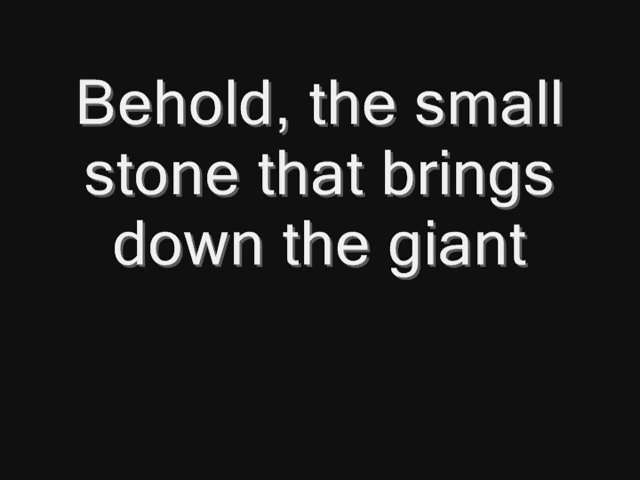 Behold, the small
stone that brings
down the giant